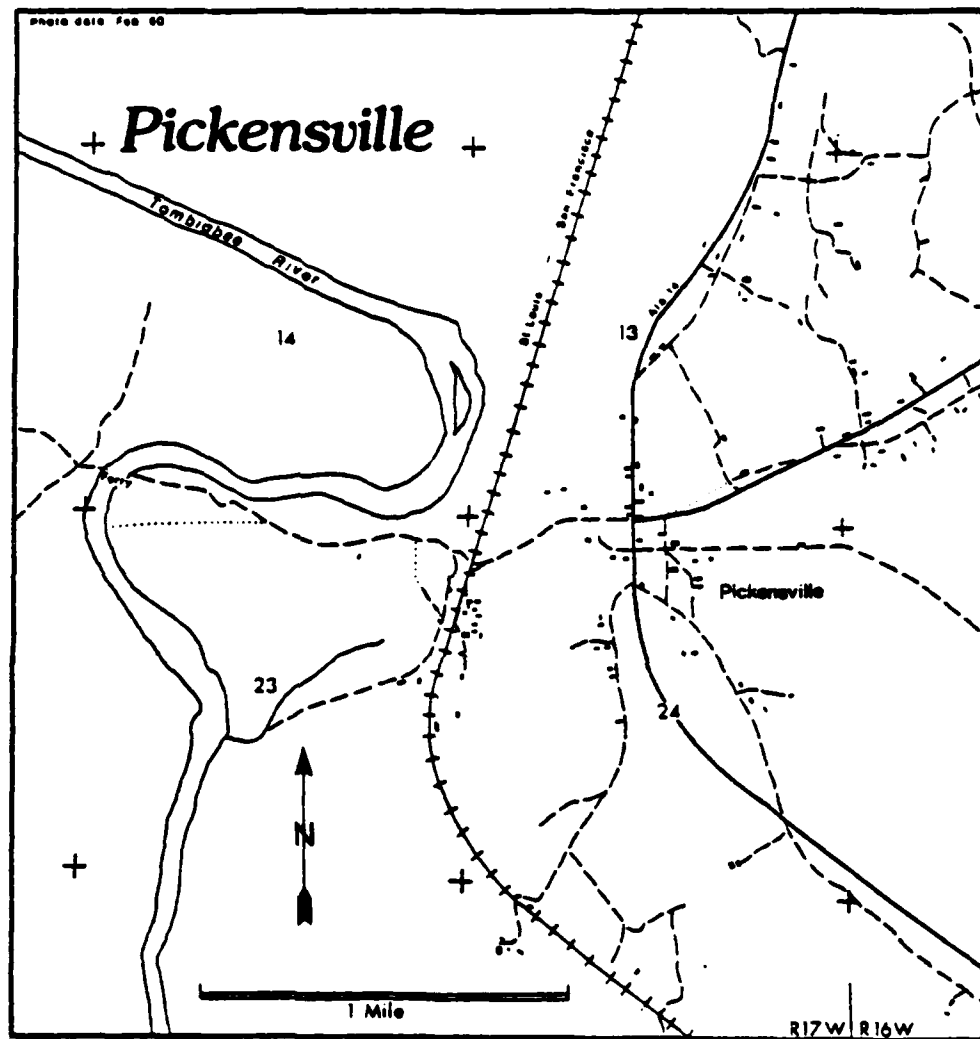 Photo date Feb 60
Pickensville
Tombigbee
River
St Louis
San Francisco
Ala 14
14
13
Ferry
Pickensville
23
24
N
1 Mile
R17W R16W